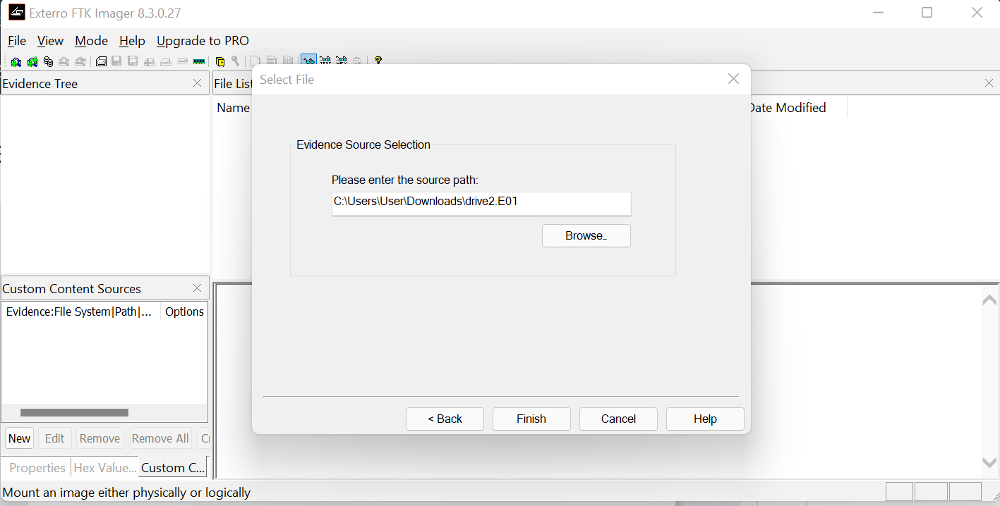 Exterro FTK Imager 8.3.0.27
File View Mode Help Upgrade to PRO
Evidence Tree
File List
Select File
Name
Date Modified
Evidence Source Selection
Please enter the source path:
C:\Users\User\Downloads\drive2.E01
Browse...
Custom Content Sources
Evidence:File System|Path|... Options
< Back Finish Cancel Help
New Edit Remove Remove All
Properties Hex Value... Custom C...
Mount an image either physically or logically